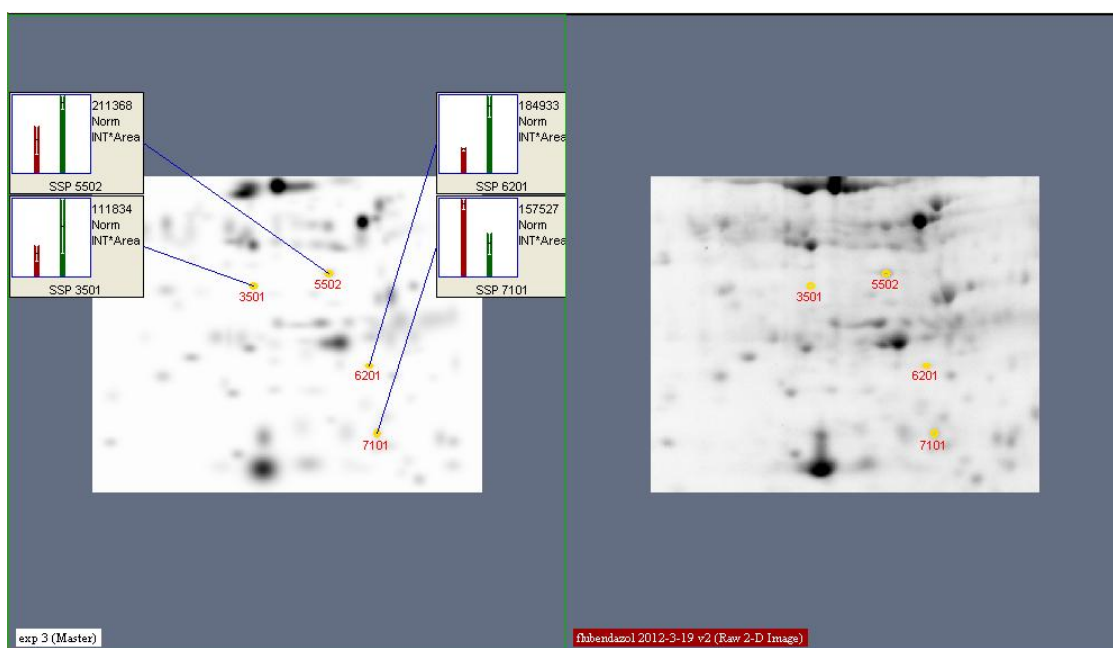 211368
Norm
INT*Area
SSP 5502
111834
Norm
INT*Area
SSP 3501
184933
Norm
INT*Area
SSP 6201
157527
Norm
INT*Area
SSP 7101
5502
3501
6201
7101
5502
3501
6201
7101
exp 3 (Master)
flubendazol 2012-3-19 v2 (Raw 2-D Image)